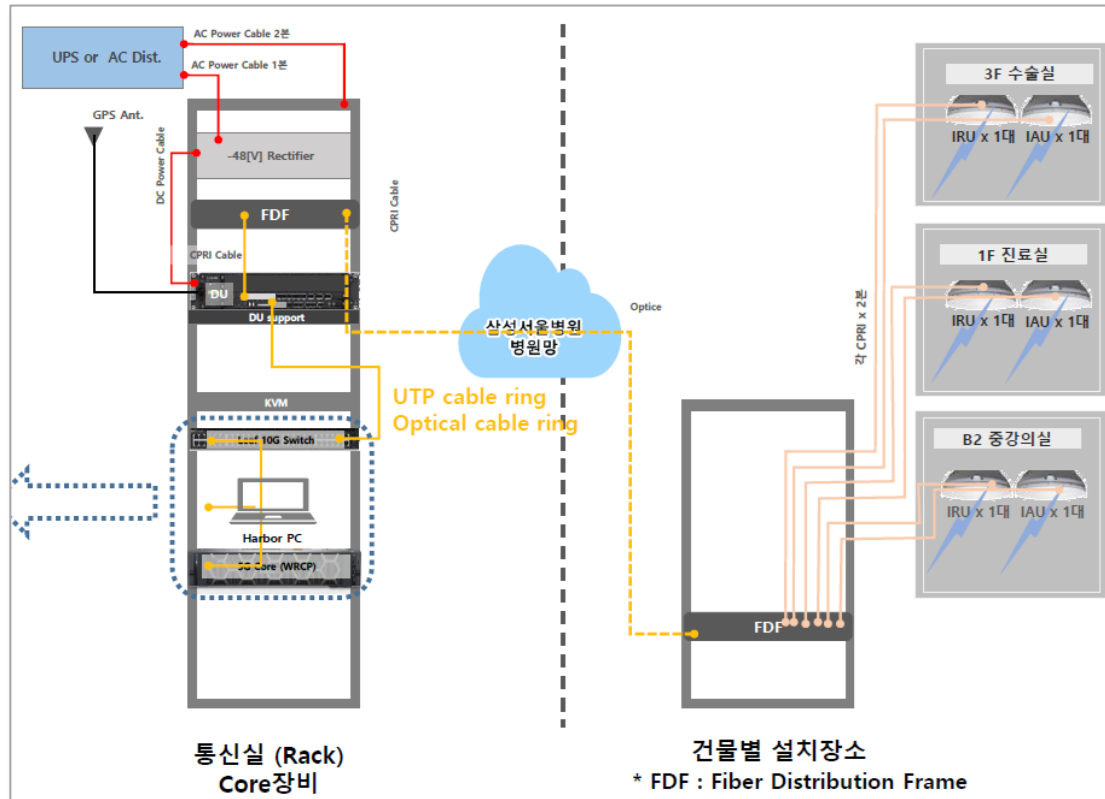 UPS or AC Dist.
AC Power Cable 2본
AC Power Cable 1본
GPS Ant.
DC Power Cable
-48[V] Rectifier
FDF
CPRI Cable
CPRI Cable
DU
DU support
삼성서울병원
병원망
Optice
UTP cable ring
Optical cable ring
KVM
Leaf 10G Switch
Harbor PC
5G Core (WRCP)
통신실 (Rack)
Core장비
3F 수술실
IRU x 1대
IAU x 1대
1F 진료실
IRU x 1대
IAU x 1대
B2 중강의실
IRU x 1대
IAU x 1대
각 CPRI x 2본
FDF
건물별 설치장소
* FDF : Fiber Distribution Frame